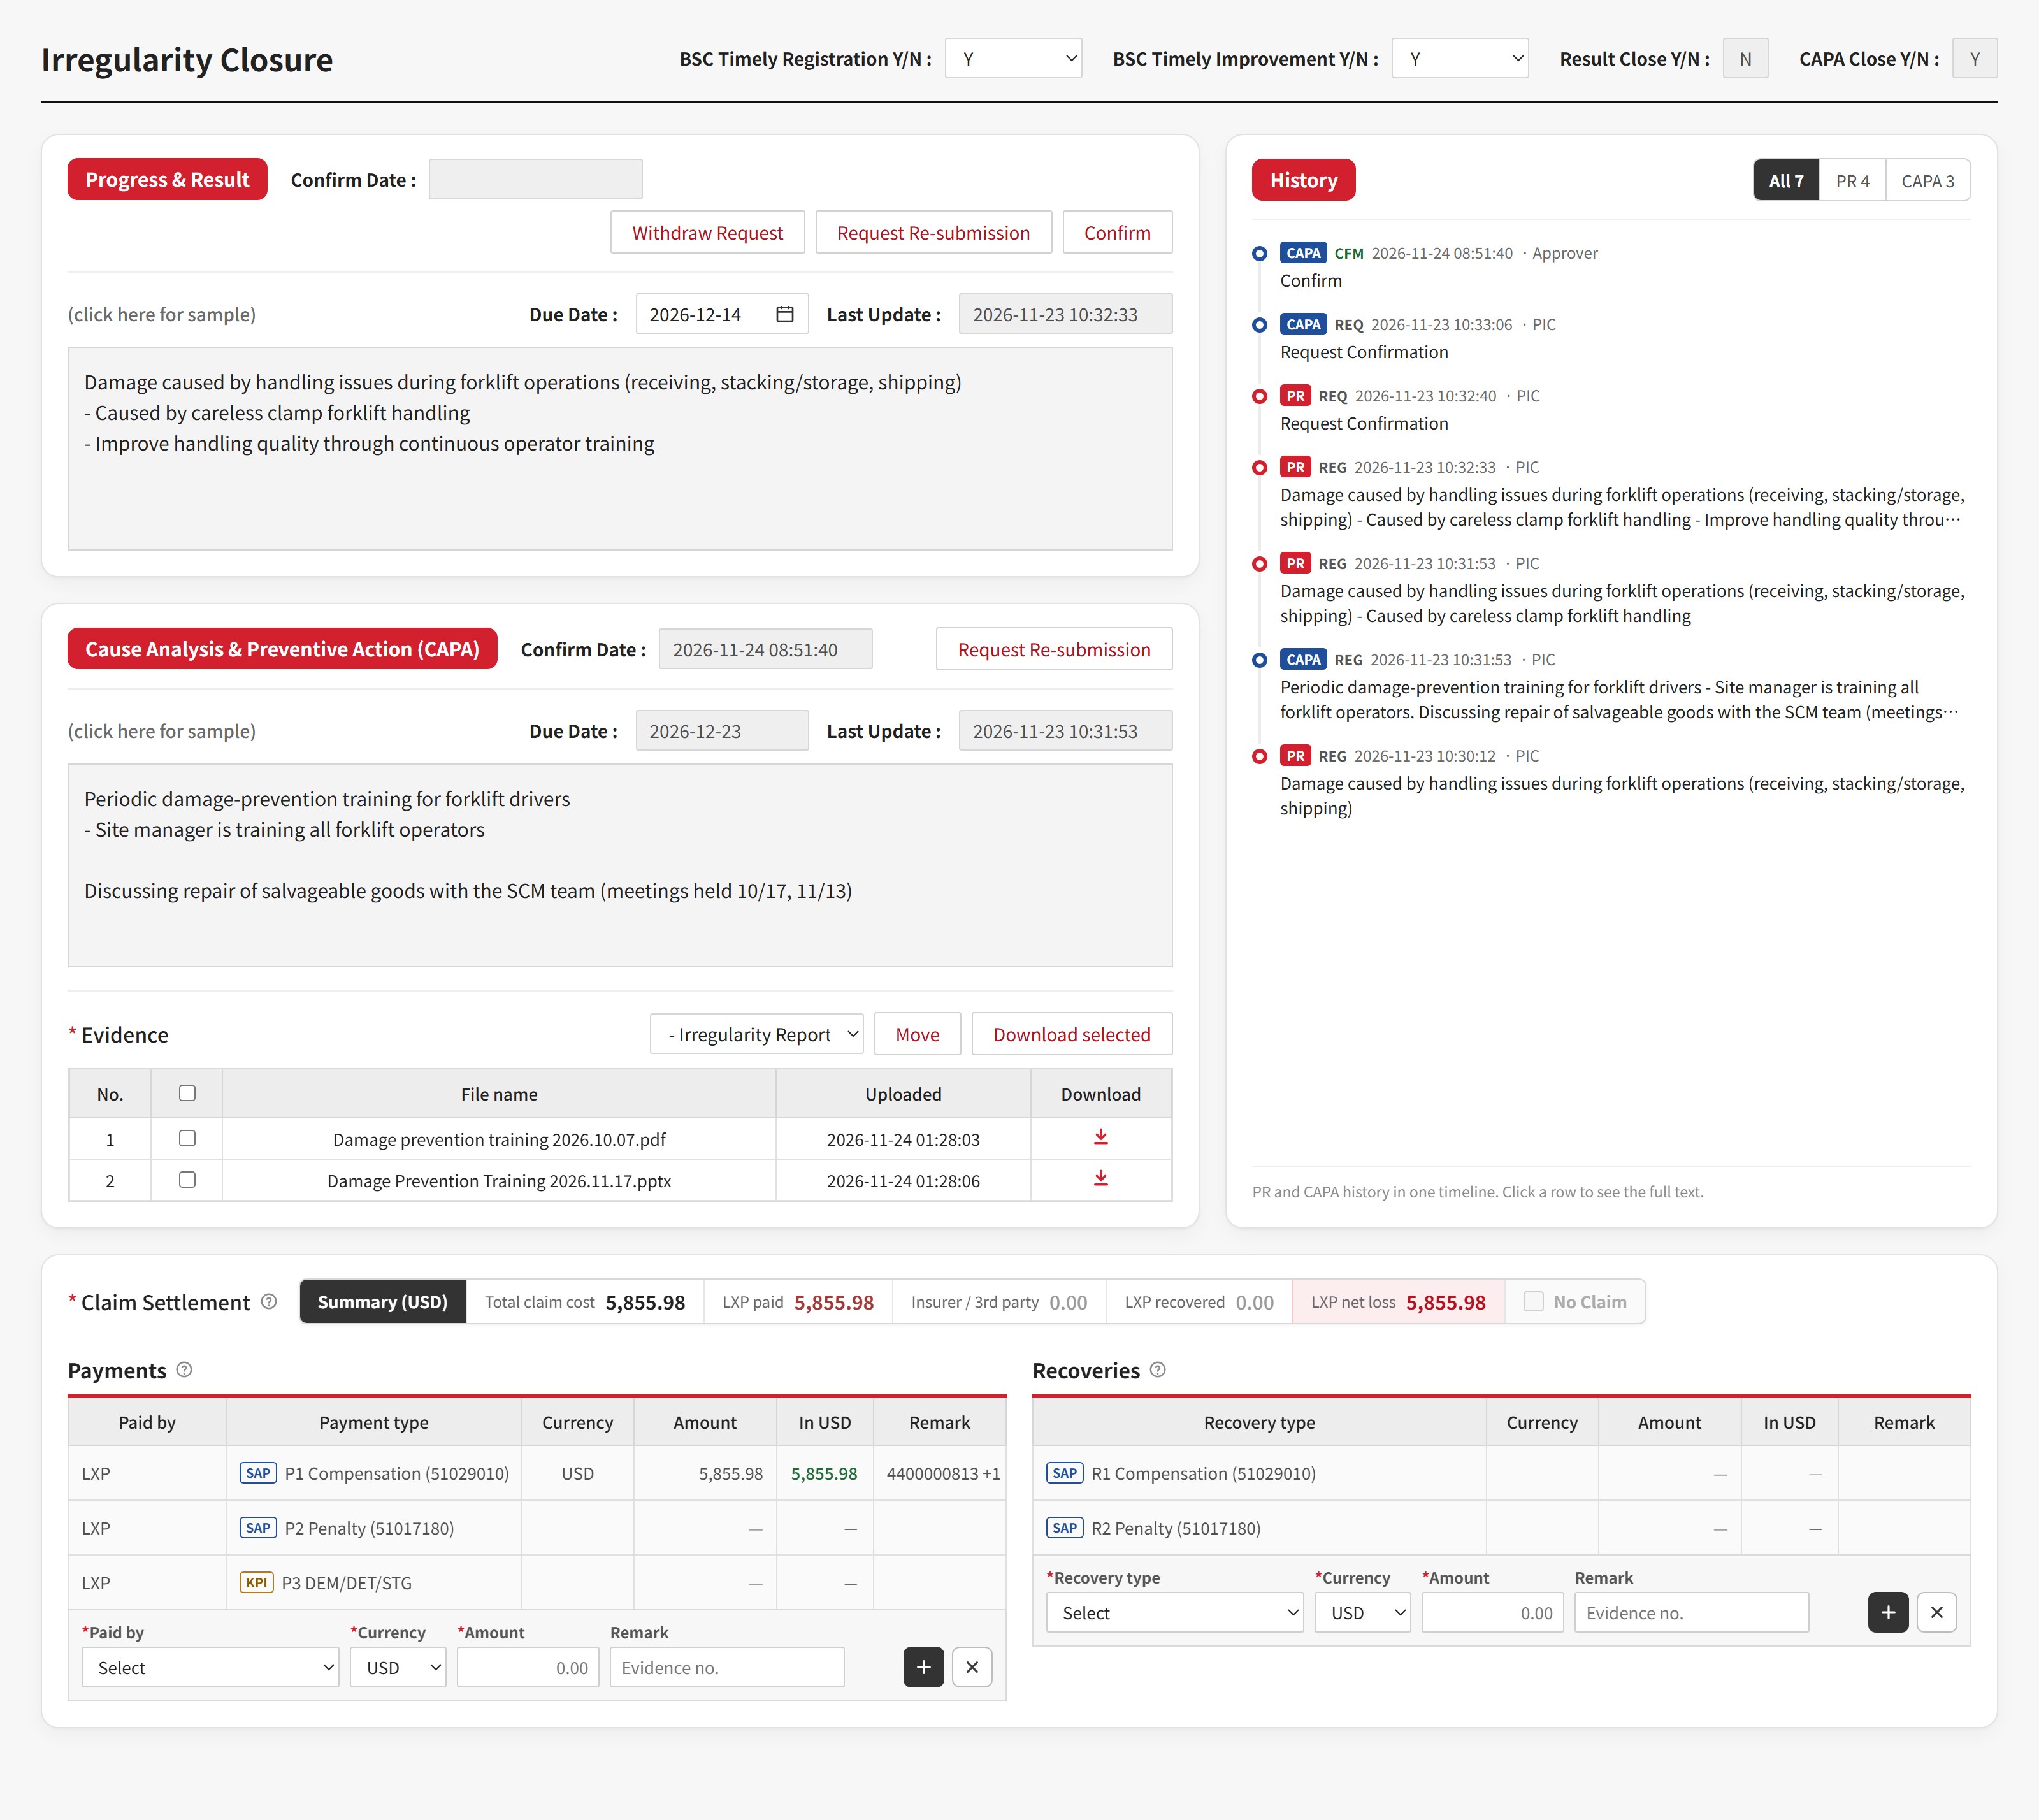 Irregularity Closure
BSC Timely Registration Y/N : Y
BSC Timely Improvement Y/N : Y
Result Close Y/N : N
CAPA Close Y/N : Y
Progress & Result
Confirm Date :
Withdraw Request
Request Re-submission
Confirm
(click here for sample)
Due Date : 2026-12-14
Last Update : 2026-11-23 10:32:33
Damage caused by handling issues during forklift operations (receiving, stacking/storage, shipping)
- Caused by careless clamp forklift handling
- Improve handling quality through continuous operator training
Cause Analysis & Preventive Action (CAPA)
Confirm Date : 2026-11-24 08:51:40
Request Re-submission
(click here for sample)
Due Date : 2026-12-23
Last Update : 2026-11-23 10:31:53
Periodic damage-prevention training for forklift drivers
- Site manager is training all forklift operators
Discussing repair of salvageable goods with the SCM team (meetings held 10/17, 11/13)
* Evidence
- Irregularity Report
Move
Download selected
No. File name Uploaded Download
1 Damage prevention training 2026.10.07.pdf 2026-11-24 01:28:03
2 Damage Prevention Training 2026.11.17.pptx 2026-11-24 01:28:06
History
All 7 PR 4 CAPA 3
CAPA CFM 2026-11-24 08:51:40 · Approver
Confirm
CAPA REQ 2026-11-23 10:33:06 · PIC
Request Confirmation
PR REQ 2026-11-23 10:32:40 · PIC
Request Confirmation
PR REG 2026-11-23 10:32:33 · PIC
Damage caused by handling issues during forklift operations (receiving, stacking/storage,
shipping) - Caused by careless clamp forklift handling - Improve handling quality throu…
PR REG 2026-11-23 10:31:53 · PIC
Damage caused by handling issues during forklift operations (receiving, stacking/storage,
shipping) - Caused by careless clamp forklift handling
CAPA REG 2026-11-23 10:31:53 · PIC
Periodic damage-prevention training for forklift drivers - Site manager is training all
forklift operators. Discussing repair of salvageable goods with the SCM team (meetings…
PR REG 2026-11-23 10:30:12 · PIC
Damage caused by handling issues during forklift operations (receiving, stacking/storage,
shipping)
PR and CAPA history in one timeline. Click a row to see the full text.
* Claim Settlement ?
Summary (USD) Total claim cost 5,855.98 LXP paid 5,855.98 Insurer / 3rd party 0.00 LXP recovered 0.00 LXP net loss 5,855.98 No Claim
Payments ?
Paid by Payment type Currency Amount In USD Remark
LXP SAP P1 Compensation (51029010) USD 5,855.98 5,855.98 4400000813 +1
LXP SAP P2 Penalty (51017180) — —
LXP KPI P3 DEM/DET/STG — —
*Paid by *Currency *Amount Remark
Select USD 0.00 Evidence no. + ×
Recoveries ?
Recovery type Currency Amount In USD Remark
SAP R1 Compensation (51029010) — —
SAP R2 Penalty (51017180) — —
*Recovery type *Currency *Amount Remark
Select USD 0.00 Evidence no. + ×